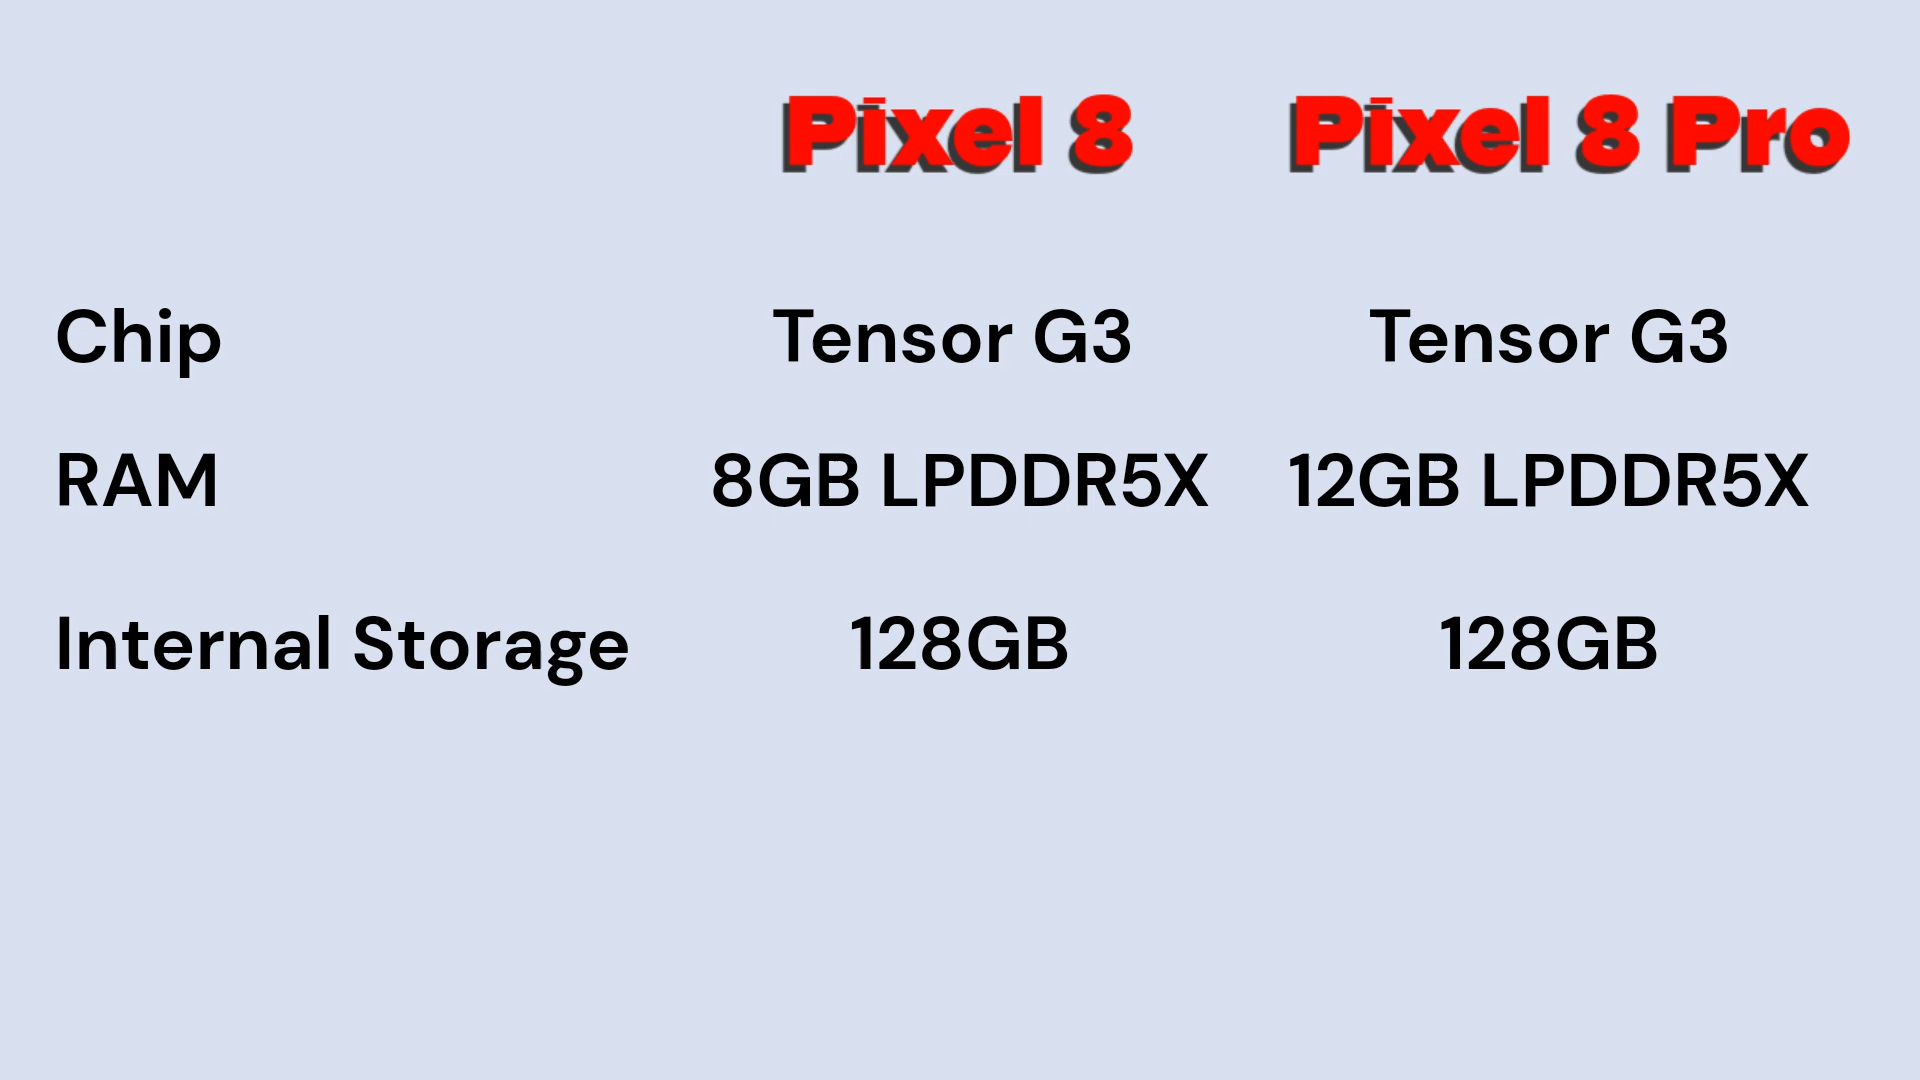 Pixel 8 Pixel 8 Pro
Chip Tensor G3 Tensor G3
RAM 8GB LPDDR5X 12GB LPDDR5X
Internal Storage 128GB 128GB